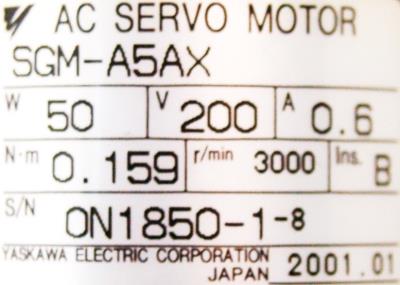 AC SERVO MOTOR
SGM-A5AX
W 50 V 200 A 0.6
N·m 0.159 r/min 3000 Ins. B
S/N 0N1850-1-8
YASKAWA ELECTRIC CORPORATION
JAPAN 2001.01